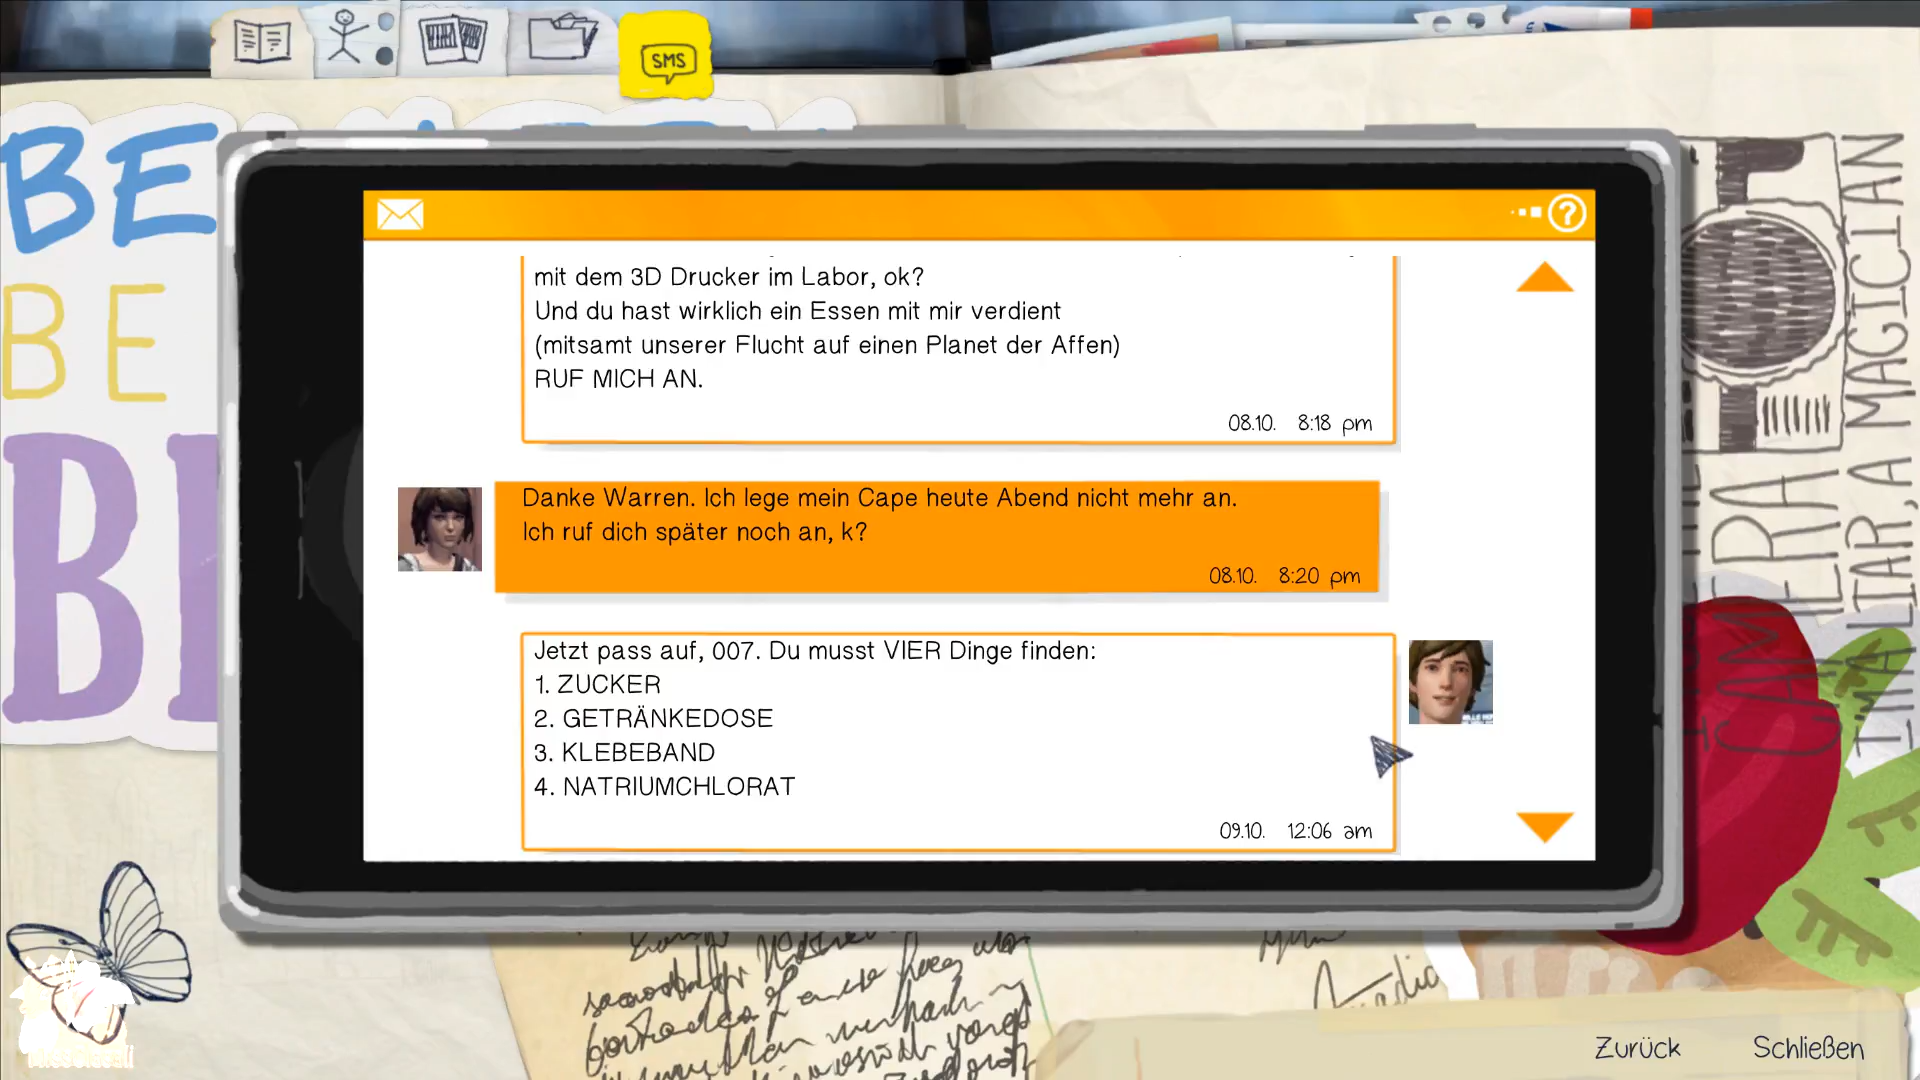 SMS
BE
BE
mit dem 3D Drucker im Labor, ok?
Und du hast wirklich ein Essen mit mir verdient
(mitsamt unserer Flucht auf einen Planet der Affen)
RUF MICH AN.
08.10. 8:18 pm
Danke Warren. Ich lege mein Cape heute Abend nicht mehr an.
Ich ruf dich später noch an, k?
08.10. 8:20 pm
Jetzt pass auf, 007. Du musst VIER Dinge finden:
1. ZUCKER
2. GETRÄNKEDOSE
3. KLEBEBAND
4. NATRIUMCHLORAT
09.10. 12:06 am
CAMERA
LIAR, A MAGICIAN
Zurück
Schließen